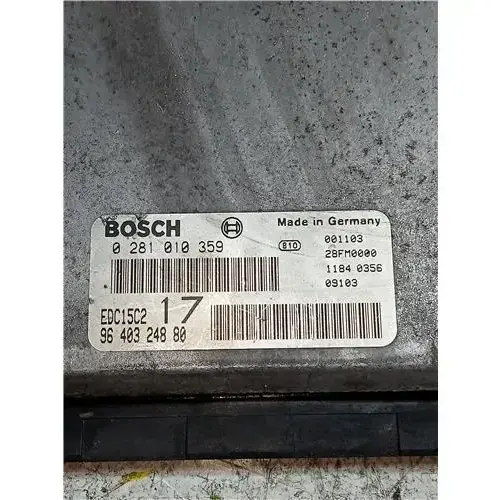 BOSCH
Made in Germany
0 281 010 359
810
001103
28FM0000
1184 0356
09103
EDC15C2 17
96 403 248 80